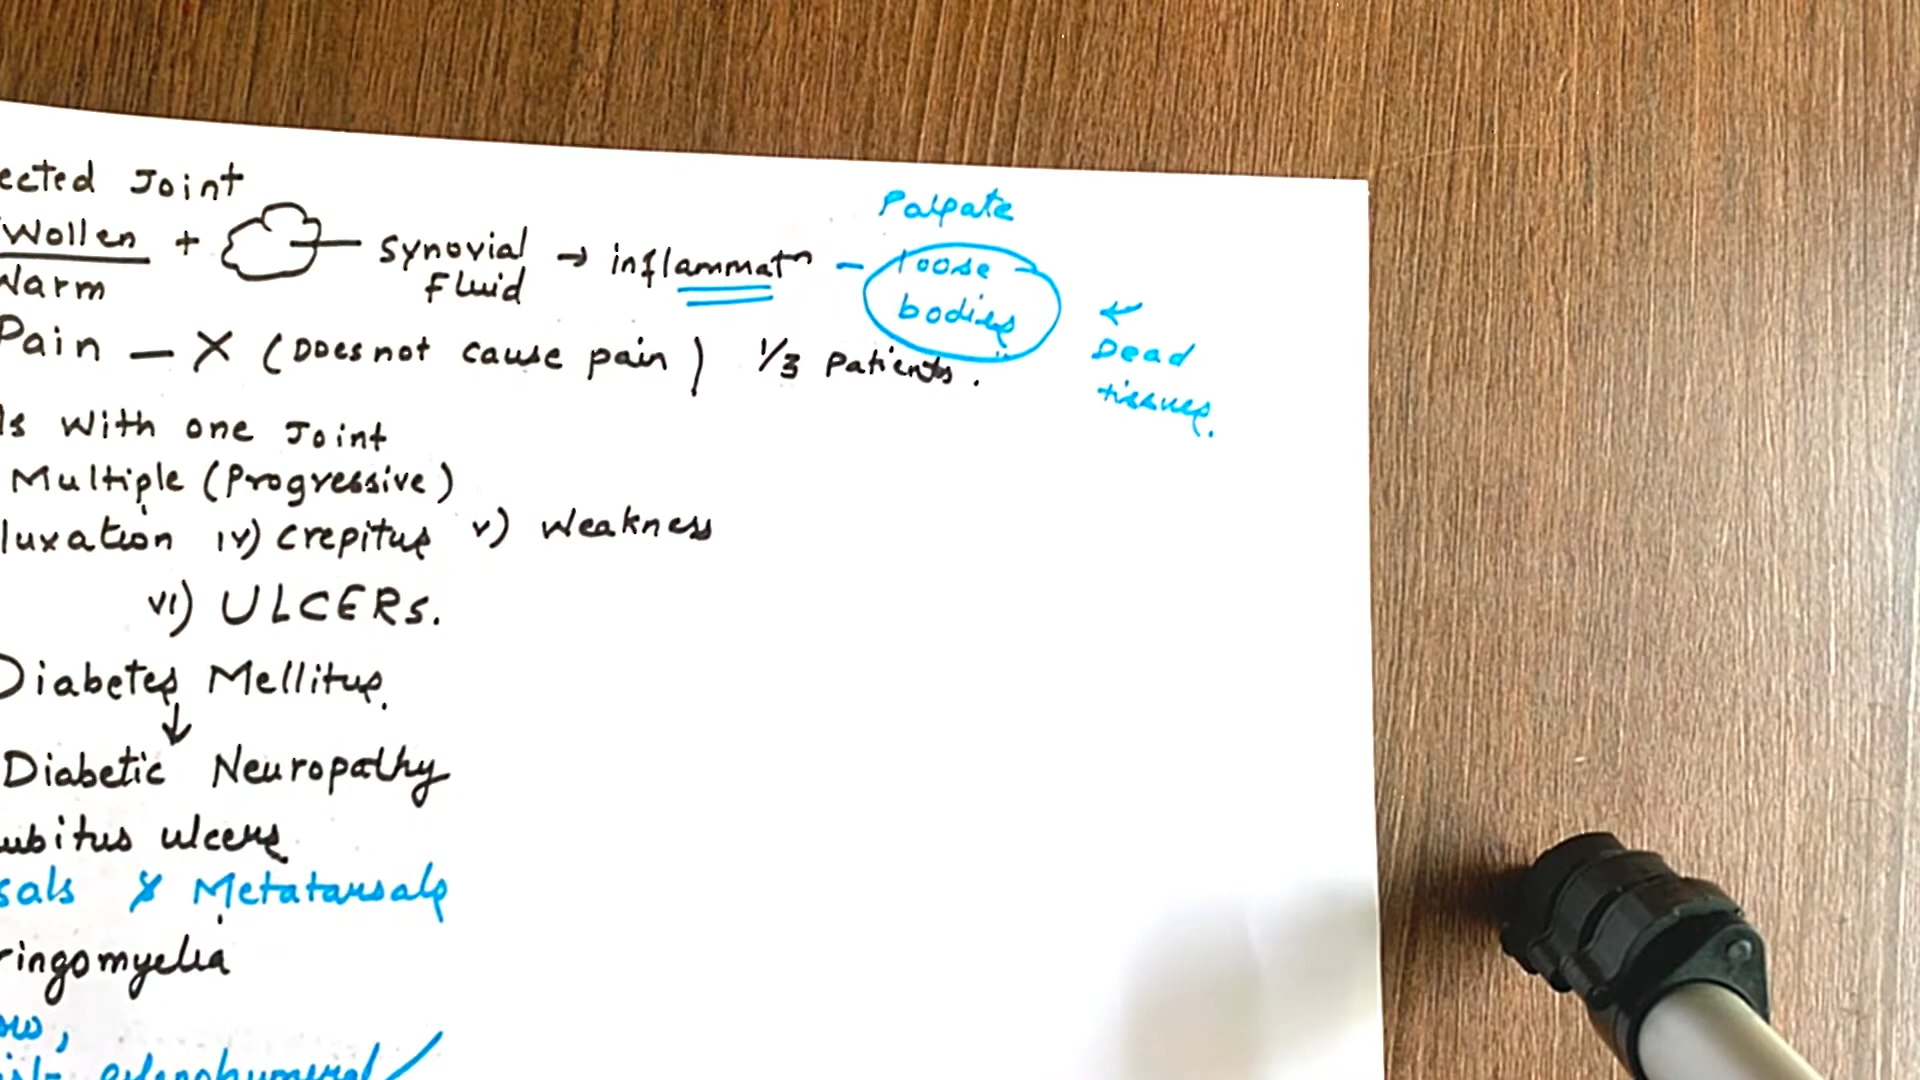 ected Joint
Palpate
Wollen + synovial fluid → inflammatn - loose bodies
Warm
← Dead tissues.
Pain - X (Does not cause pain) 1/3 patients.
ls with one Joint
Multiple (Progressive)
luxation iv) crepitus v) Weakness
vi) ULCERs.
Diabetes Mellitus.
↓
Diabetic Neuropathy
ubitus ulcers
sals & Metatarsals
ringomyelia